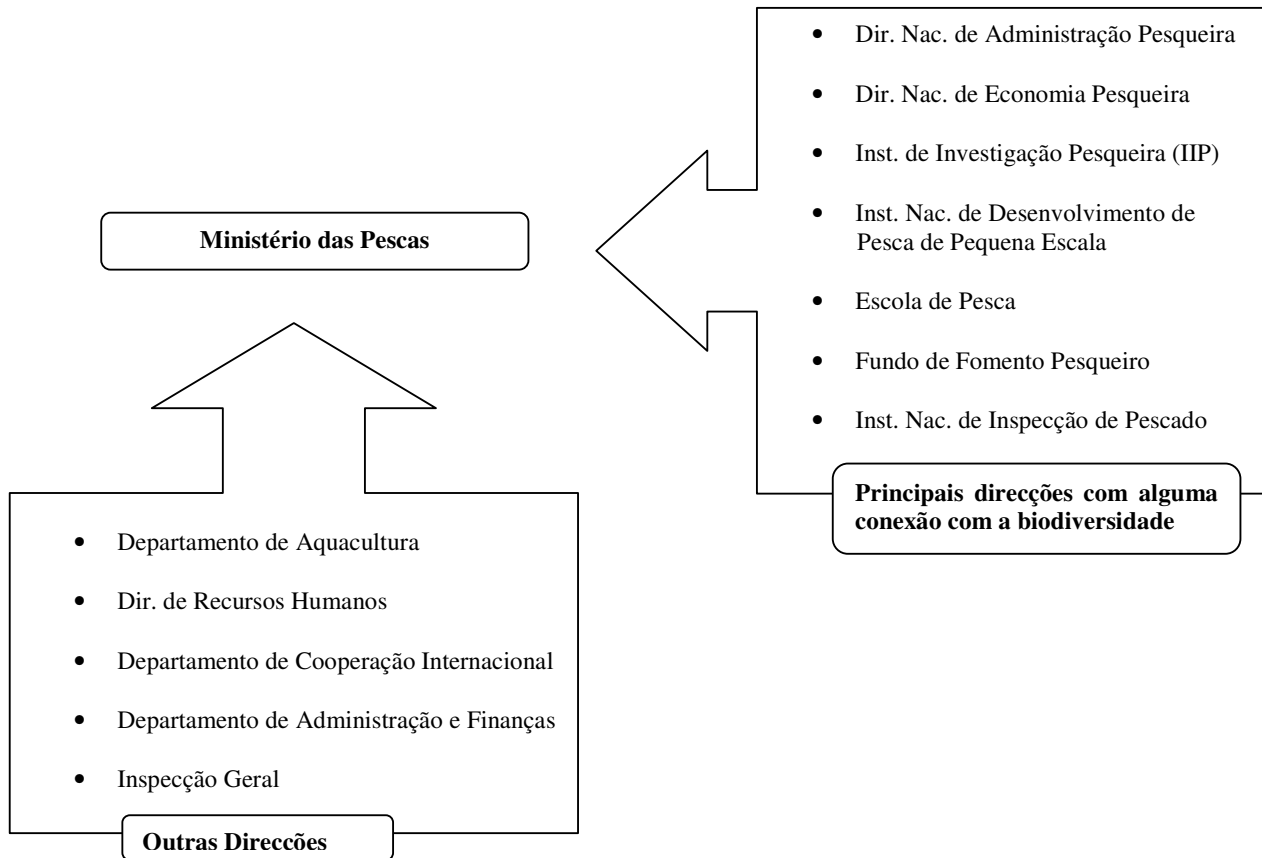 Ministério das Pescas
• Dir. Nac. de Administração Pesqueira
• Dir. Nac. de Economia Pesqueira
• Inst. de Investigação Pesqueira (IIP)
• Inst. Nac. de Desenvolvimento de
Pesca de Pequena Escala
• Escola de Pesca
• Fundo de Fomento Pesqueiro
• Inst. Nac. de Inspecção de Pescado
Principais direcções com alguma
conexão com a biodiversidade
• Departamento de Aquacultura
• Dir. de Recursos Humanos
• Departamento de Cooperação Internacional
• Departamento de Administração e Finanças
• Inspecção Geral
Outras Direccões